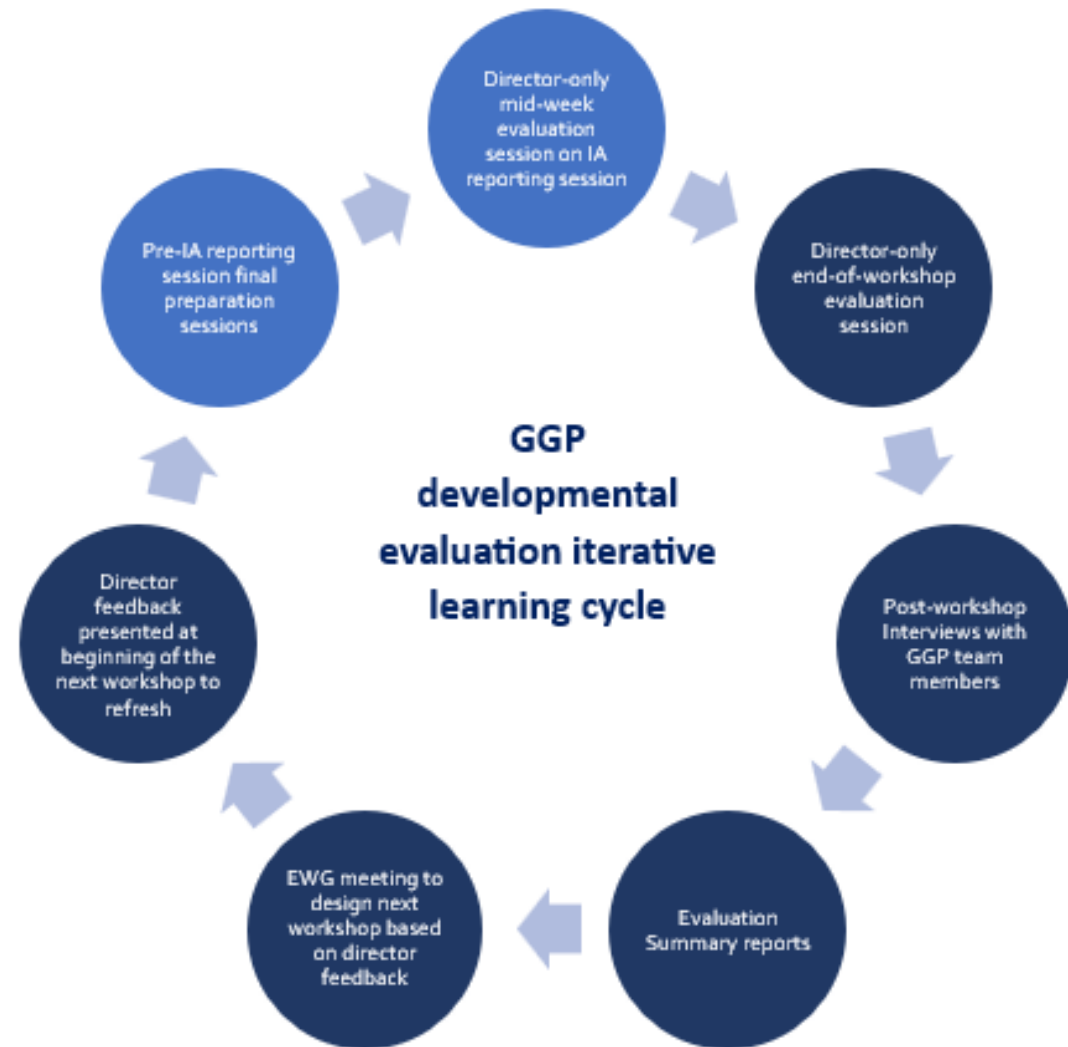 Director-only
mid-week
evaluation
session on IA
reporting session
Director-only
end-of-workshop
evaluation
session
Post-workshop
Interviews with
GGP team
members
Evaluation
Summary reports
EWG meeting to
design next
workshop based
on director
feedback
Director
feedback
presented at
beginning of the
next workshop to
refresh
Pre-IA reporting
session final
preparation
sessions
GGP
developmental
evaluation iterative
learning cycle